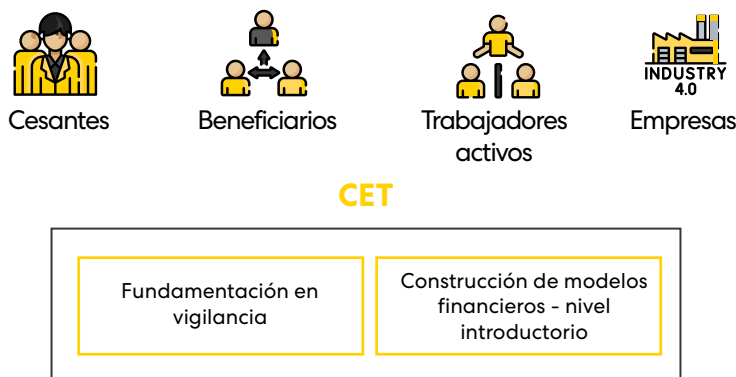 INDUSTRY
4.0
Cesantes
Beneficiarios
Trabajadores
activos
Empresas
CET
Fundamentación en
vigilancia
Construcción de modelos
financieros - nivel
introductorio